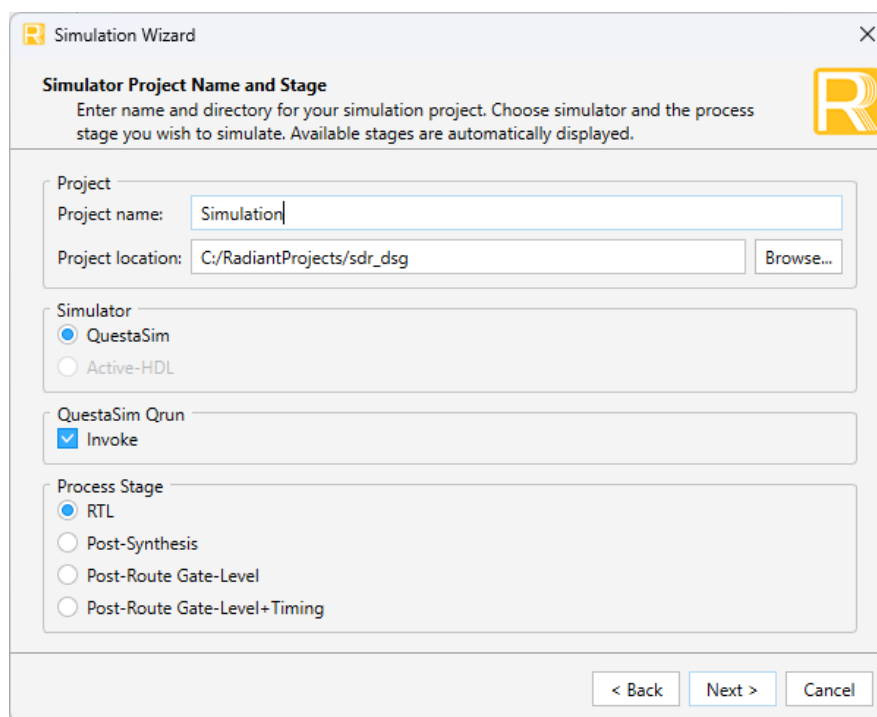 Simulation Wizard
Simulator Project Name and Stage
Enter name and directory for your simulation project. Choose simulator and the process
stage you wish to simulate. Available stages are automatically displayed.
Project
Project name: Simulation
Project location: C:/RadiantProjects/sdr_dsg Browse...
Simulator
QuestaSim
Active-HDL
QuestaSim Qrun
Invoke
Process Stage
RTL
Post-Synthesis
Post-Route Gate-Level
Post-Route Gate-Level+Timing
< Back Next > Cancel